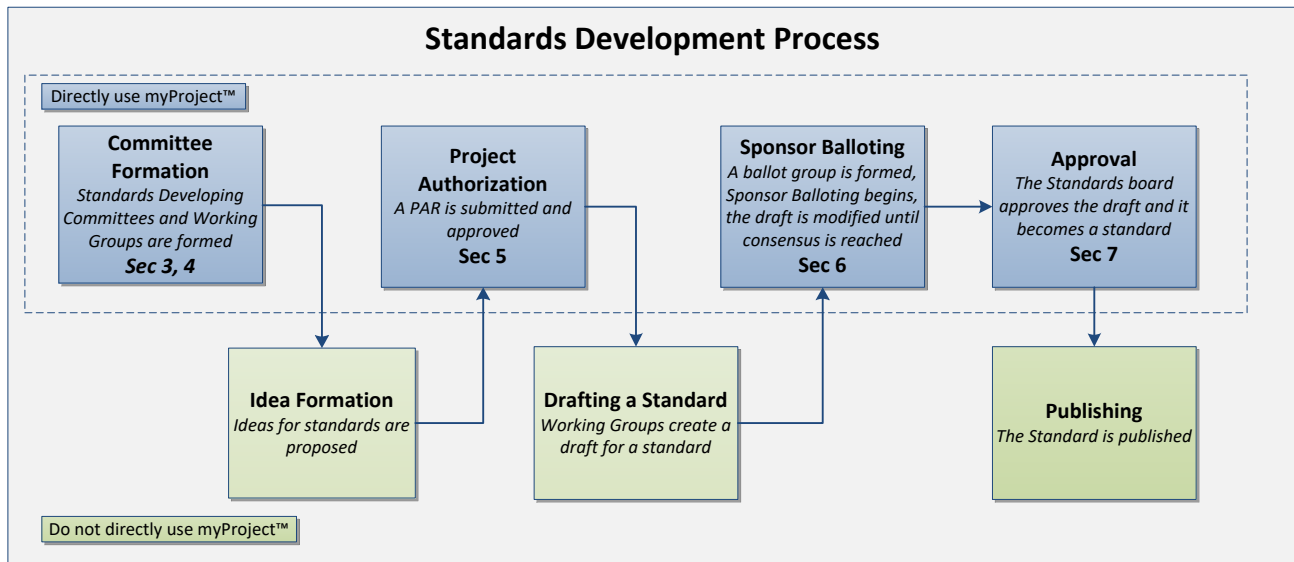 Standards Development Process
Directly use myProject™
Committee
Formation
Standards Developing
Committees and Working
Groups are formed
Sec 3, 4
Project
Authorization
A PAR is submitted and
approved
Sec 5
Sponsor Balloting
A ballot group is formed,
Sponsor Balloting begins,
the draft is modified until
consensus is reached
Sec 6
Approval
The Standards board
approves the draft and it
becomes a standard
Sec 7
Idea Formation
Ideas for standards are
proposed
Drafting a Standard
Working Groups create a
draft for a standard
Publishing
The Standard is published
Do not directly use myProject™